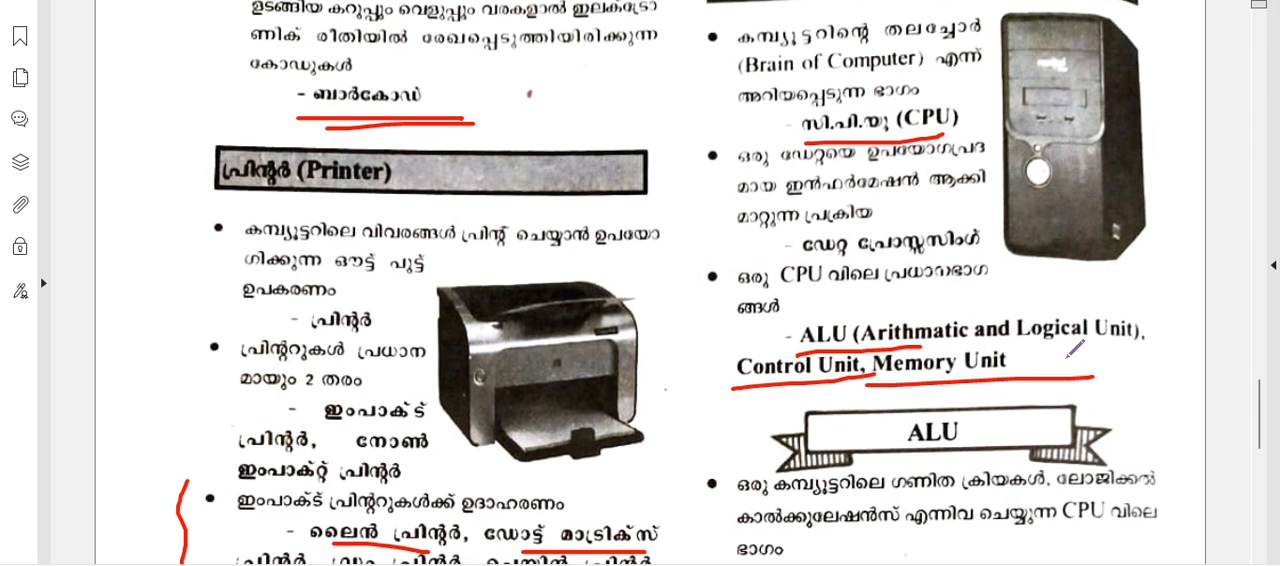 ഉടങ്ങിയ കറുപ്പും വെളുപ്പും വരകളാൽ ഇലക്ട്രോ
ണിക് രീതിയിൽ രേഖപ്പെടുത്തിയിരിക്കുന്ന
കോഡുകൾ
- ബാർകോഡ്
പ്രിന്റർ (Printer)
• കമ്പ്യൂട്ടറിലെ വിവരങ്ങൾ പ്രിന്റ് ചെയ്യാൻ ഉപയോ
ഗിക്കുന്ന ഔട്ട് പുട്ട്
ഉപകരണം
- പ്രിന്റർ
• പ്രിന്ററുകൾ പ്രധാന
മായും 2 തരം
- ഇംപാക്ട്
പ്രിന്റർ, നോൺ
ഇംപാക്റ്റ് പ്രിന്റർ
• ഇംപാക്ട് പ്രിന്ററുകൾക്ക് ഉദാഹരണം
- ലൈൻ പ്രിന്റർ, ഡോട്ട് മാട്രിക്സ്
• കമ്പ്യൂട്ടറിന്റെ തലച്ചോർ
(Brain of Computer) എന്ന്
അറിയപ്പെടുന്ന ഭാഗം
- സി.പി.യു (CPU)
• ഒരു ഡേറ്റയെ ഉപയോഗപ്രദ
മായ ഇൻഫർമേഷൻ ആക്കി
മാറ്റുന്ന പ്രക്രിയ
- ഡേറ്റ പ്രോസ്സസിംഗ്
• ഒരു CPU വിലെ പ്രധാനഭാഗ
ങ്ങൾ
- ALU (Arithmatic and Logical Unit),
Control Unit, Memory Unit
ALU
• ഒരു കമ്പ്യൂട്ടറിലെ ഗണിത ക്രിയകൾ, ലോജിക്കൽ
കാൽക്കുലേഷൻസ് എന്നിവ ചെയ്യുന്ന CPU വിലെ
ഭാഗം